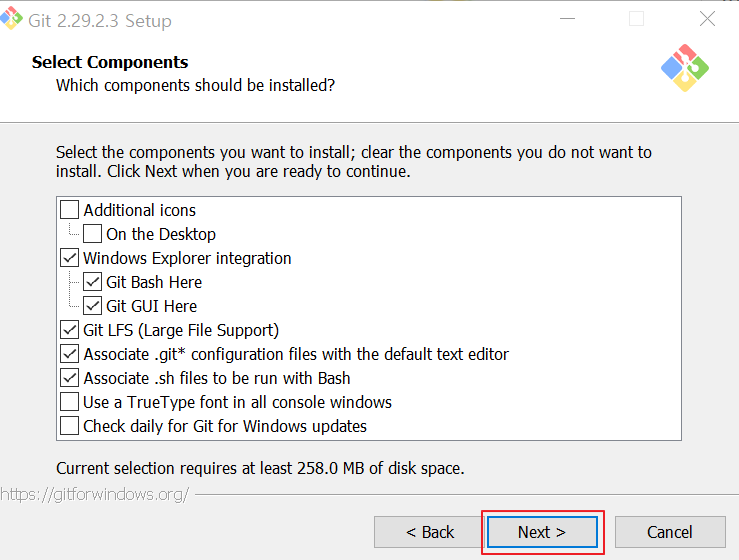 Git 2.29.2.3 Setup
Select Components
Which components should be installed?
Select the components you want to install; clear the components you do not want to
install. Click Next when you are ready to continue.
Additional icons
On the Desktop
Windows Explorer integration
Git Bash Here
Git GUI Here
Git LFS (Large File Support)
Associate .git* configuration files with the default text editor
Associate .sh files to be run with Bash
Use a TrueType font in all console windows
Check daily for Git for Windows updates
Current selection requires at least 258.0 MB of disk space.
https://gitforwindows.org/
< Back
Next >
Cancel